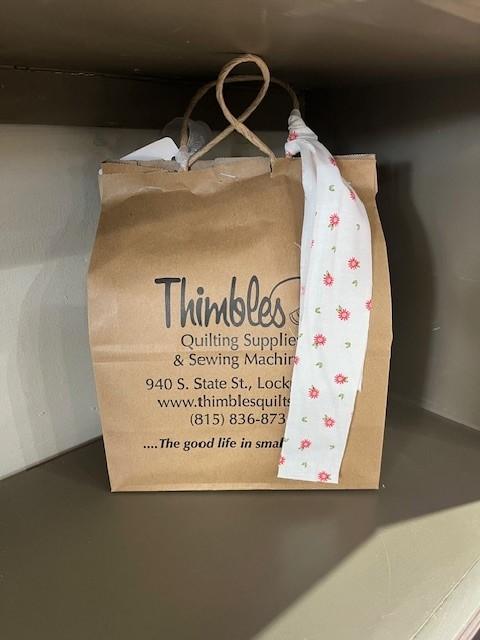 Thimbles
Quilting Supplie
& Sewing Machin
940 S. State St., Lock
www.thimblesquilts
(815) 836-873
....The good life in smal